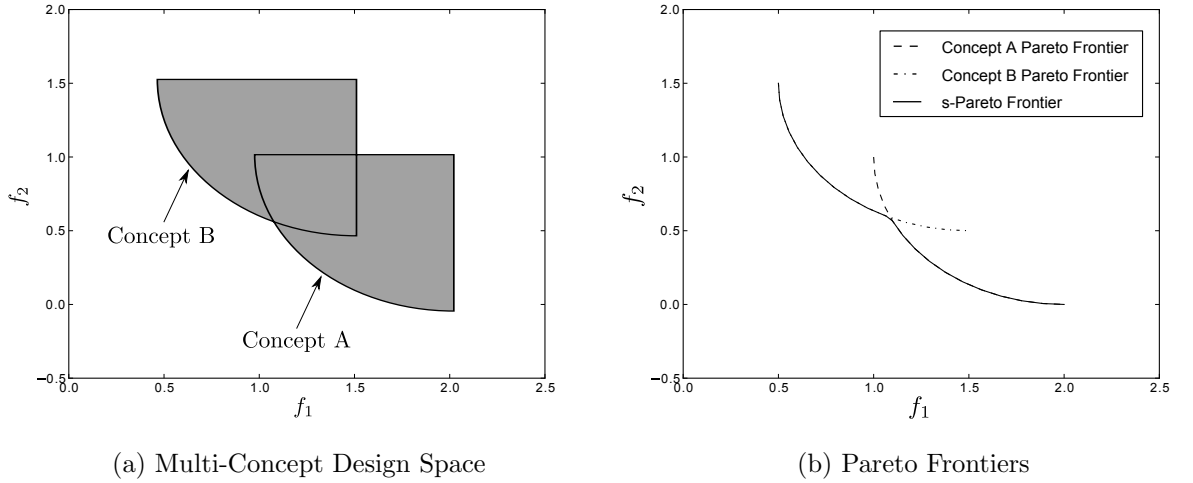 2.0
1.5
1.0
0.5
0.0
−0.5
0.0
0.5
1.0
1.5
2.0
2.5
f₂
f₁
Concept B
Concept A
(a) Multi-Concept Design Space
2.0
1.5
1.0
0.5
0.0
−0.5
0.0
0.5
1.0
1.5
2.0
2.5
f₂
f₁
Concept A Pareto Frontier
Concept B Pareto Frontier
s-Pareto Frontier
(b) Pareto Frontiers